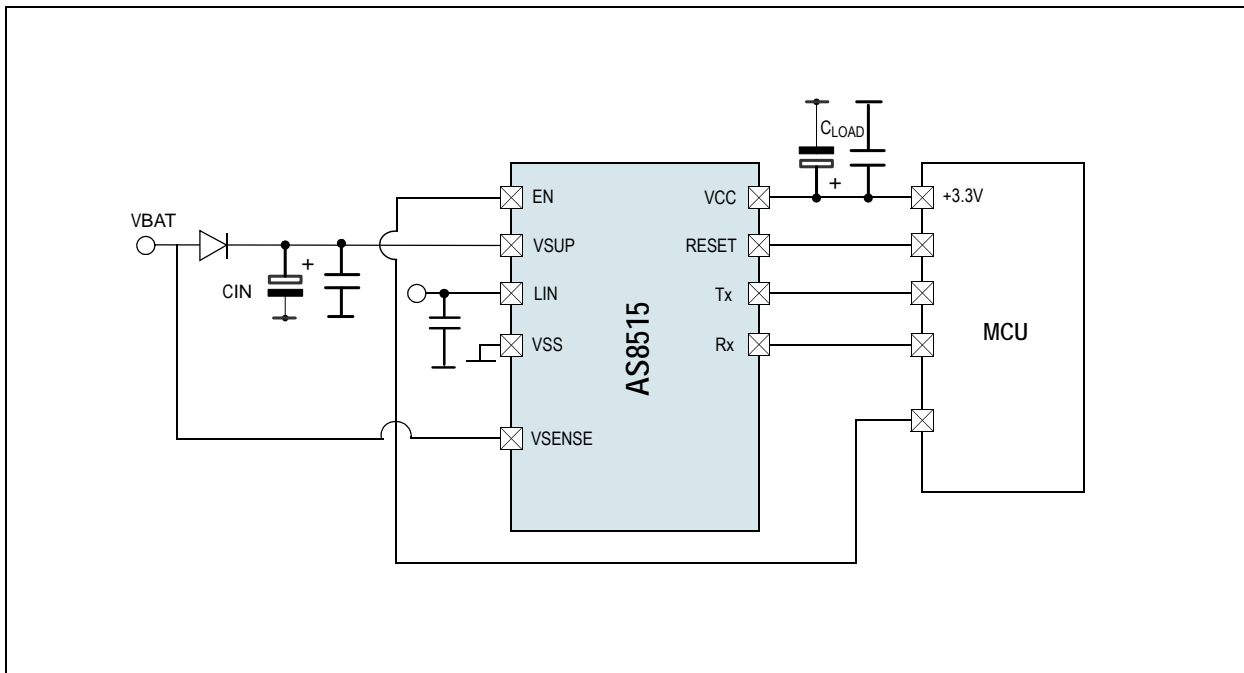 CLOAD
+
EN
VCC
+3.3V
VBAT
VSUP
RESET
+
CIN
LIN
Tx
AS8515
MCU
VSS
Rx
VSENSE